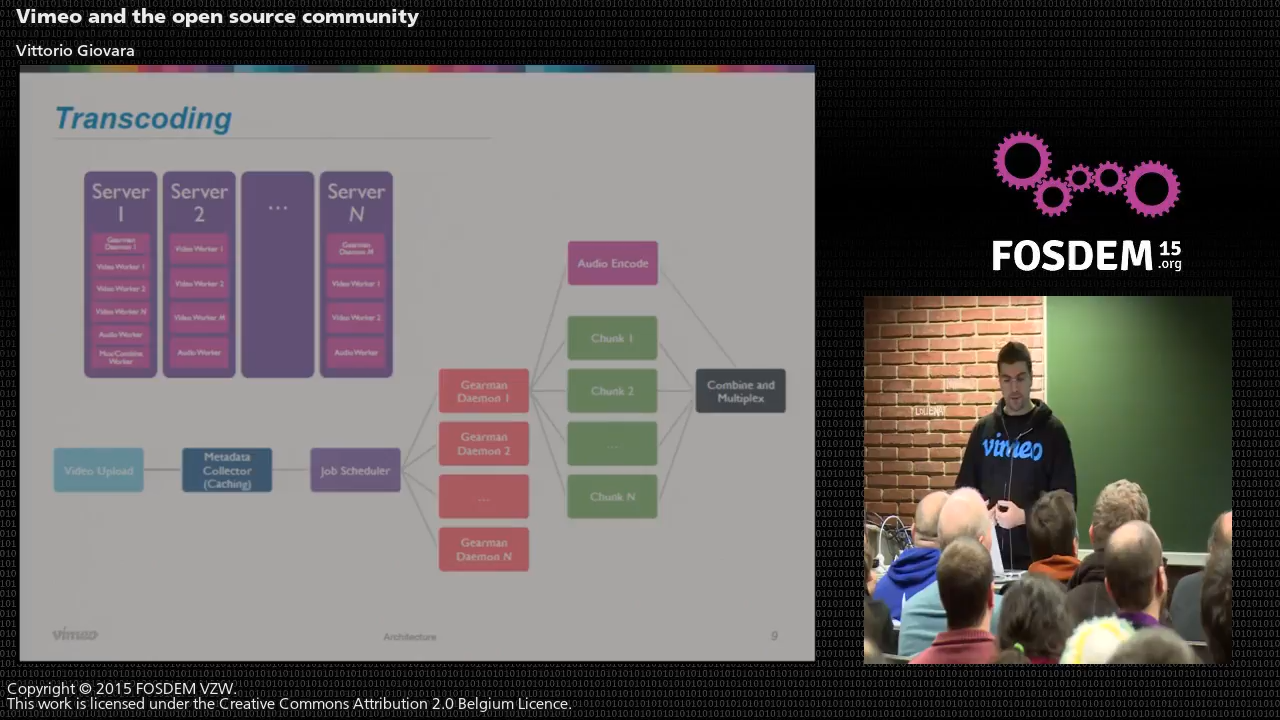 Vimeo and the open source community
Vittorio Giovara
Transcoding
Server
1
Gearman
Daemon 1
Video Worker 1
Video Worker 2
Video Worker N
Audio Worker
Mux/Combine
Worker
Server
2
Video Worker 1
Video Worker 2
Video Worker M
Audio Worker
...
Server
N
Gearman
Daemon M
Video Worker 1
Video Worker 2
Audio Worker
Video Upload
Metadata
Collector
(Caching)
Job Scheduler
Gearman
Daemon 1
Gearman
Daemon 2
...
Gearman
Daemon N
Audio Encode
Chunk 1
Chunk 2
...
Chunk N
Combine and
Multiplex
vimeo
Architecture
9
FOSDEM 15
.org
vimeo
Copyright © 2015 FOSDEM VZW.
This work is licensed under the Creative Commons Attribution 2.0 Belgium Licence.